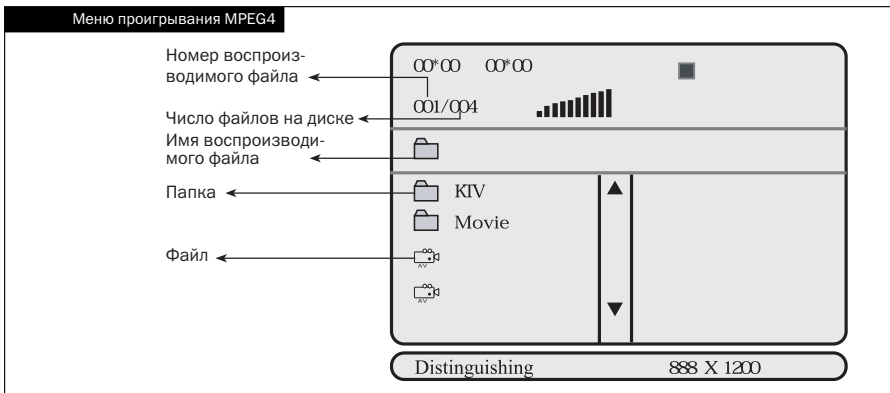 Меню проигрывания MPEG4
Номер воспроиз-
водимого файла
Число файлов на диске
Имя воспроизводи-
мого файла
Папка
Файл
00*00 00*00
001/004
KIV
Movie
AV
AV
Distinguishing 888 X 1200